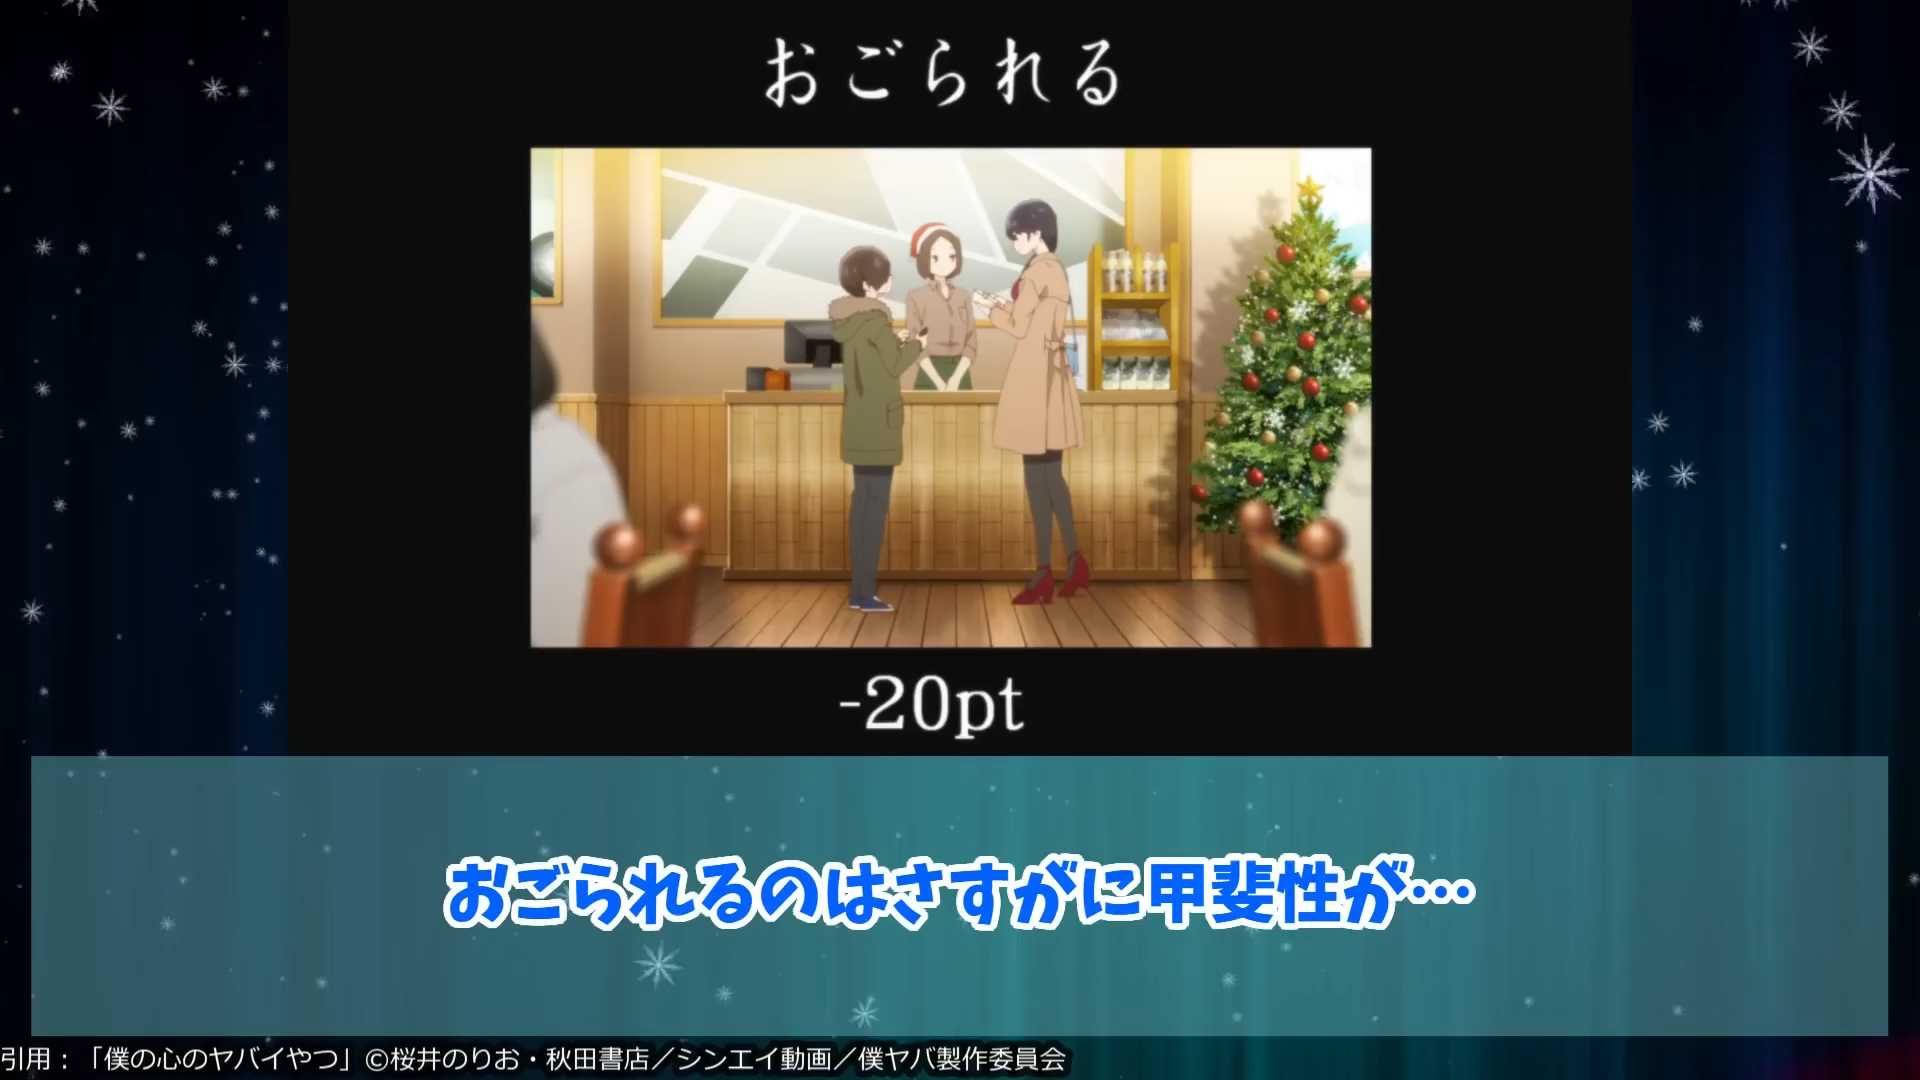 おごられる
-20pt
おごられるのはさすがに甲斐性が…
引用：「僕の心のヤバイやつ」©桜井のりお・秋田書店／シンエイ動画／僕ヤバ製作委員会